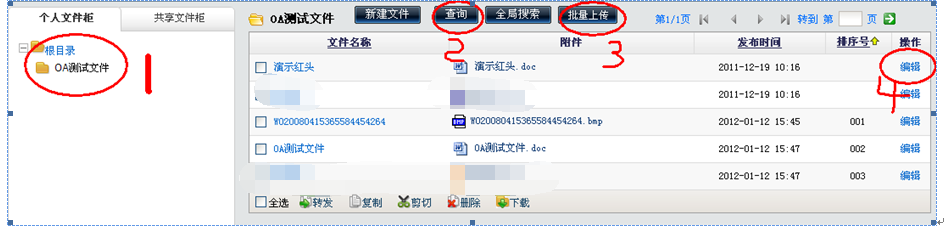 个人文件柜 共享文件柜
根目录
OA测试文件
1
OA测试文件 新建文件 查询 全局搜索 批量上传 第1/1页 转到 第 页
2 3
文件名称 附件 发布时间 排序号 操作
演示红头 演示红头.doc 2011-12-19 10:16 编辑
4
2011-12-19 10:16 编辑
W020080415365584454264 BMP W020080415365584454264.bmp 2012-01-12 15:45 001 编辑
OA测试文件 OA测试文件.doc 2012-01-12 15:47 002 编辑
2012-01-12 15:47 003 编辑
全选 转发 复制 剪切 删除 下载